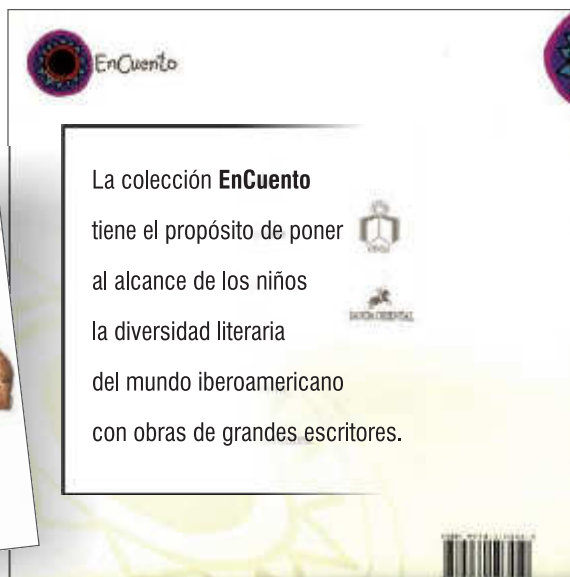 EnCuento
La colección EnCuento
tiene el propósito de poner
al alcance de los niños
la diversidad literaria
del mundo iberoamericano
con obras de grandes escritores.